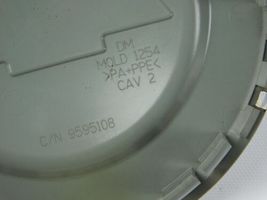 DM
MOLD 1254
>PA+PPE<
CAV 2
C/N 9595108